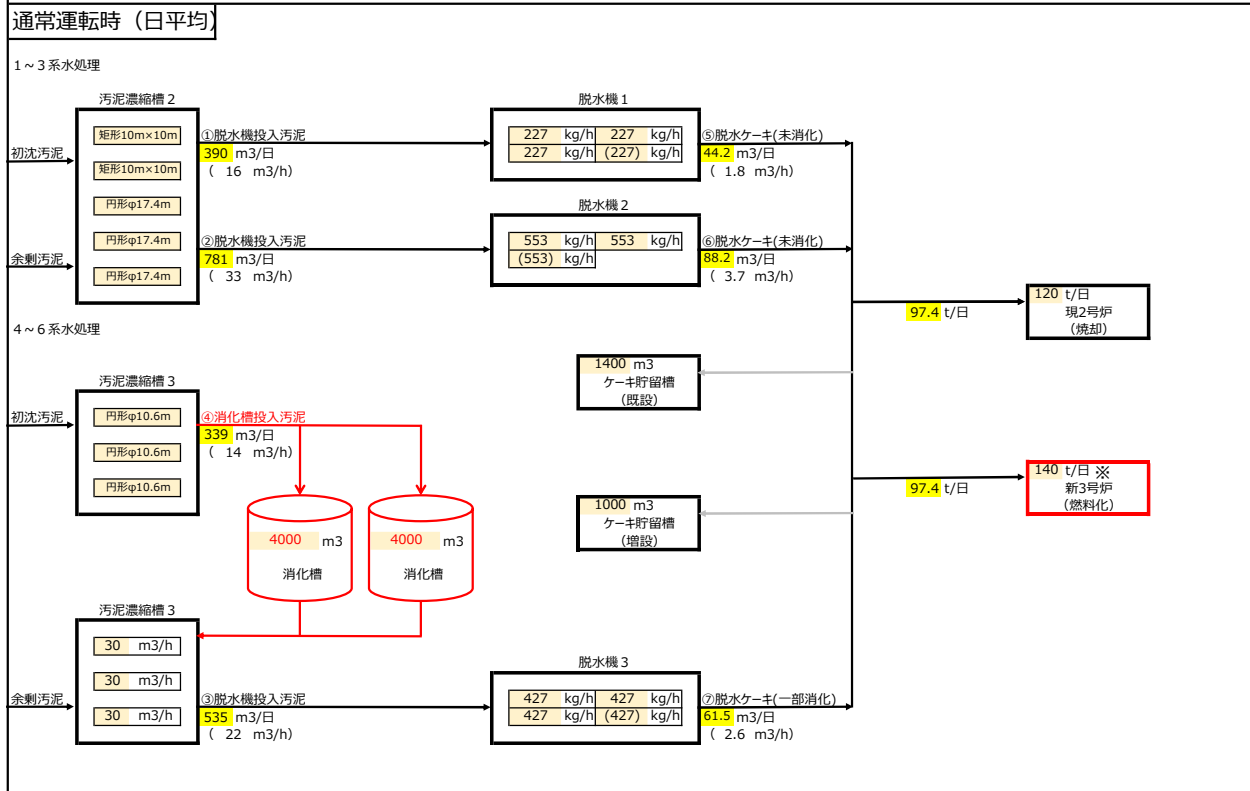 通常運転時（日平均）
1～3系水処理
汚泥濃縮槽2
矩形10m×10m
矩形10m×10m
円形φ17.4m
円形φ17.4m
円形φ17.4m
初沈汚泥
余剰汚泥
①脱水機投入汚泥
390 m3/日
( 16 m3/h)
②脱水機投入汚泥
781 m3/日
( 33 m3/h)
脱水機1
227 kg/h 227 kg/h
227 kg/h (227) kg/h
⑤脱水ケーキ(未消化)
44.2 m3/日
( 1.8 m3/h)
脱水機2
553 kg/h 553 kg/h
(553) kg/h
⑥脱水ケーキ(未消化)
88.2 m3/日
( 3.7 m3/h)
97.4 t/日
120 t/日
現2号炉
(焼却)
4～6系水処理
汚泥濃縮槽3
初沈汚泥
円形φ10.6m
円形φ10.6m
円形φ10.6m
④消化槽投入汚泥
339 m3/日
( 14 m3/h)
4000 m3
消化槽
4000 m3
消化槽
1400 m3
ケーキ貯留槽
(既設)
1000 m3
ケーキ貯留槽
(増設)
97.4 t/日
140 t/日 ※
新3号炉
(燃料化)
汚泥濃縮槽3
30 m3/h
30 m3/h
30 m3/h
余剰汚泥
③脱水機投入汚泥
535 m3/日
( 22 m3/h)
脱水機3
427 kg/h 427 kg/h
427 kg/h (427) kg/h
⑦脱水ケーキ(一部消化)
61.5 m3/日
( 2.6 m3/h)